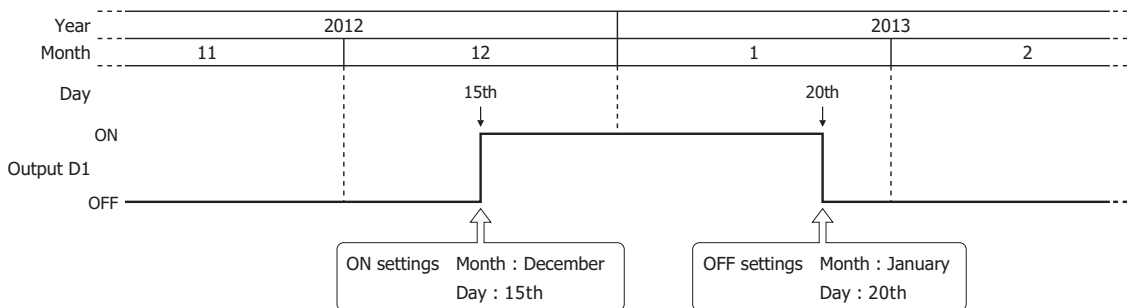 Year 2012 2013
Month 11 12 1 2
Day 15th 20th
ON
Output D1
OFF
ON settings Month : December
Day : 15th
OFF settings Month : January
Day : 20th